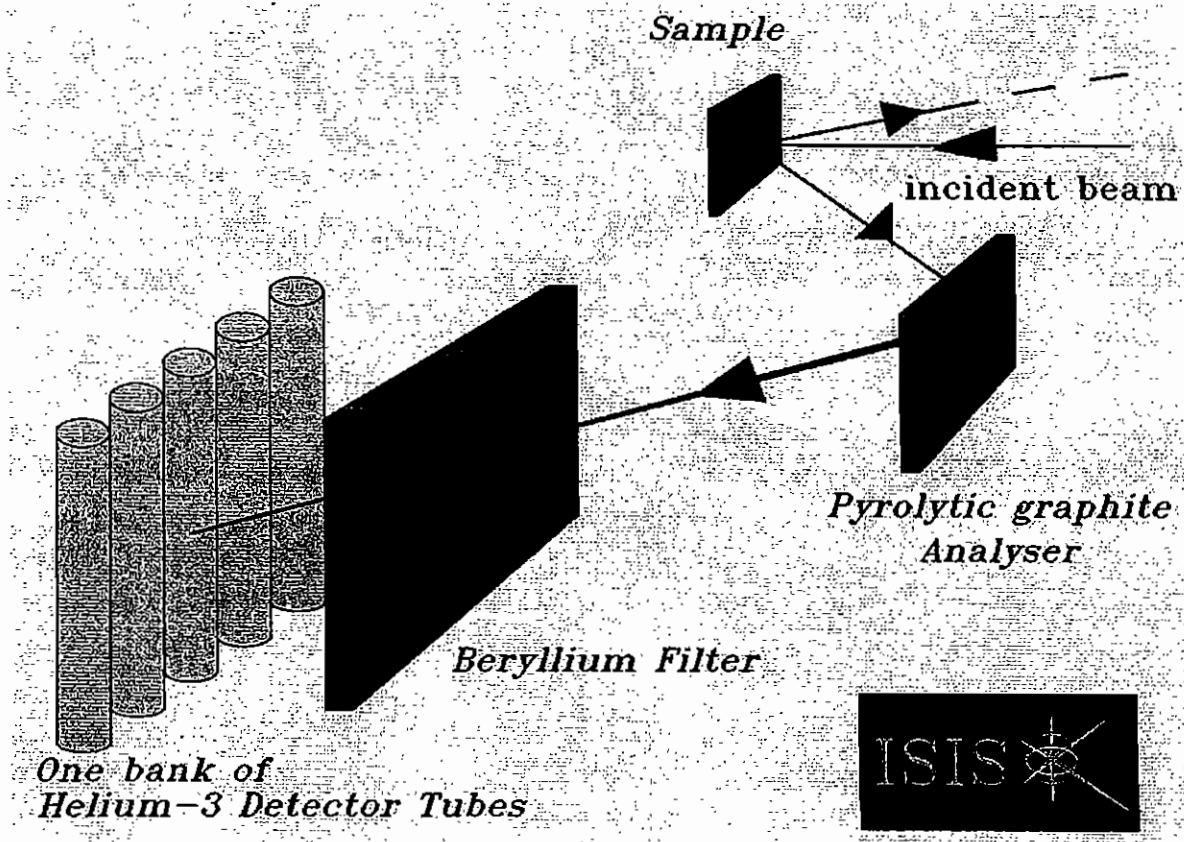 Sample
incident beam
Pyrolytic graphite
Analyser
Beryllium Filter
One bank of
Helium-3 Detector Tubes
ISIS